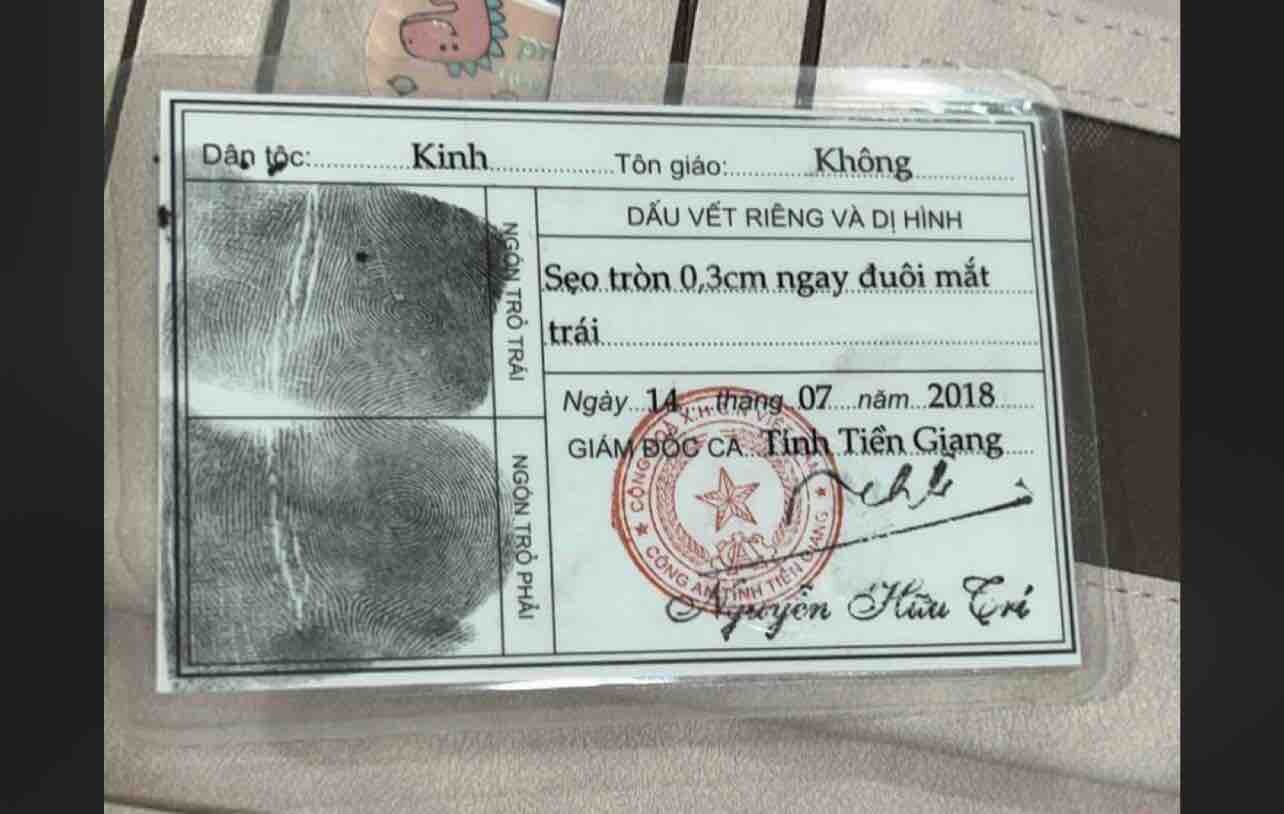 Dân tộc: Kinh Tôn giáo: Không
NGÓN TRỎ TRÁI
DẤU VẾT RIÊNG VÀ DỊ HÌNH
Sẹo tròn 0,3cm ngay đuôi mắt
trái
NGÓN TRỎ PHẢI
Ngày 14 tháng 07 năm 2018
GIÁM ĐỐC CA Tỉnh Tiền Giang
CÔNG AN TỈNH TIỀN GIANG
Nguyễn Hữu Trí